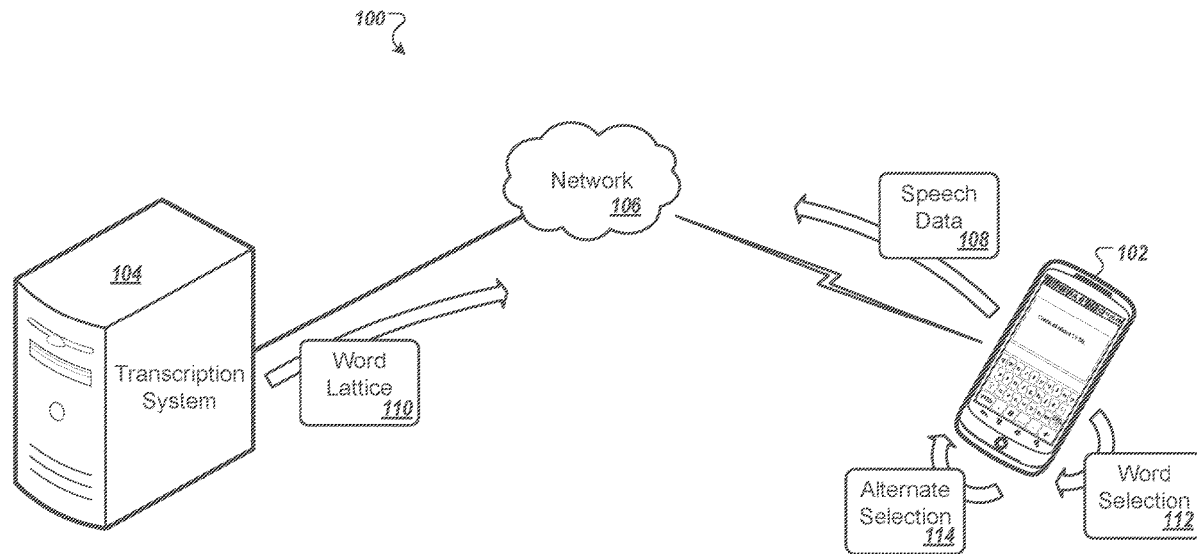 100
Network
106
Speech
Data
108
102
104
Transcription
System
Word
Lattice
110
Alternate
Selection
114
Word
Selection
112